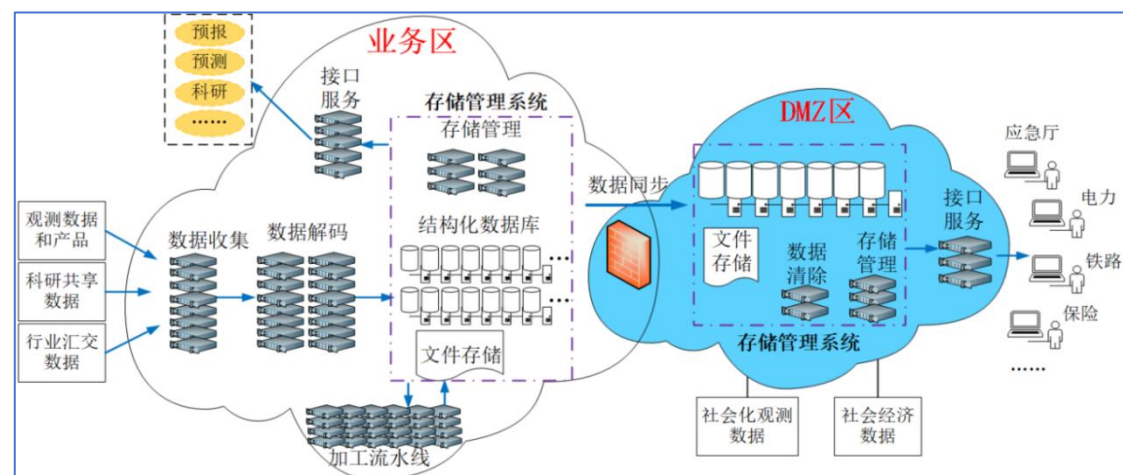 预报
预测
科研
……
业务区
接口
服务
存储管理系统
存储管理
观测数据
和产品
科研共享
数据
行业汇交
数据
数据收集
数据解码
结构化数据库
……
……
文件存储
加工流水线
数据同步
DMZ区
文件
存储
数据
清除
存储
管理
存储管理系统
接口
服务
社会化观测
数据
社会经济
数据
应急厅
电力
铁路
保险
……